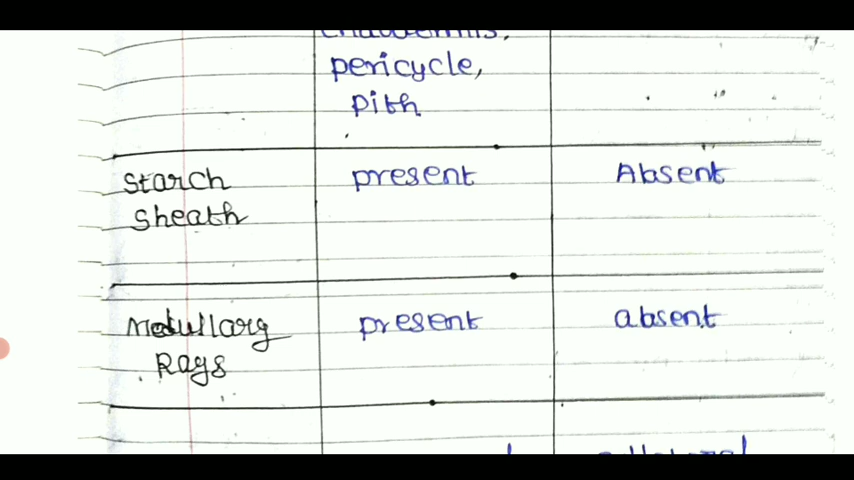 pericycle,
pith
Starch present Absent
Sheath
Medullary present absent
Rays